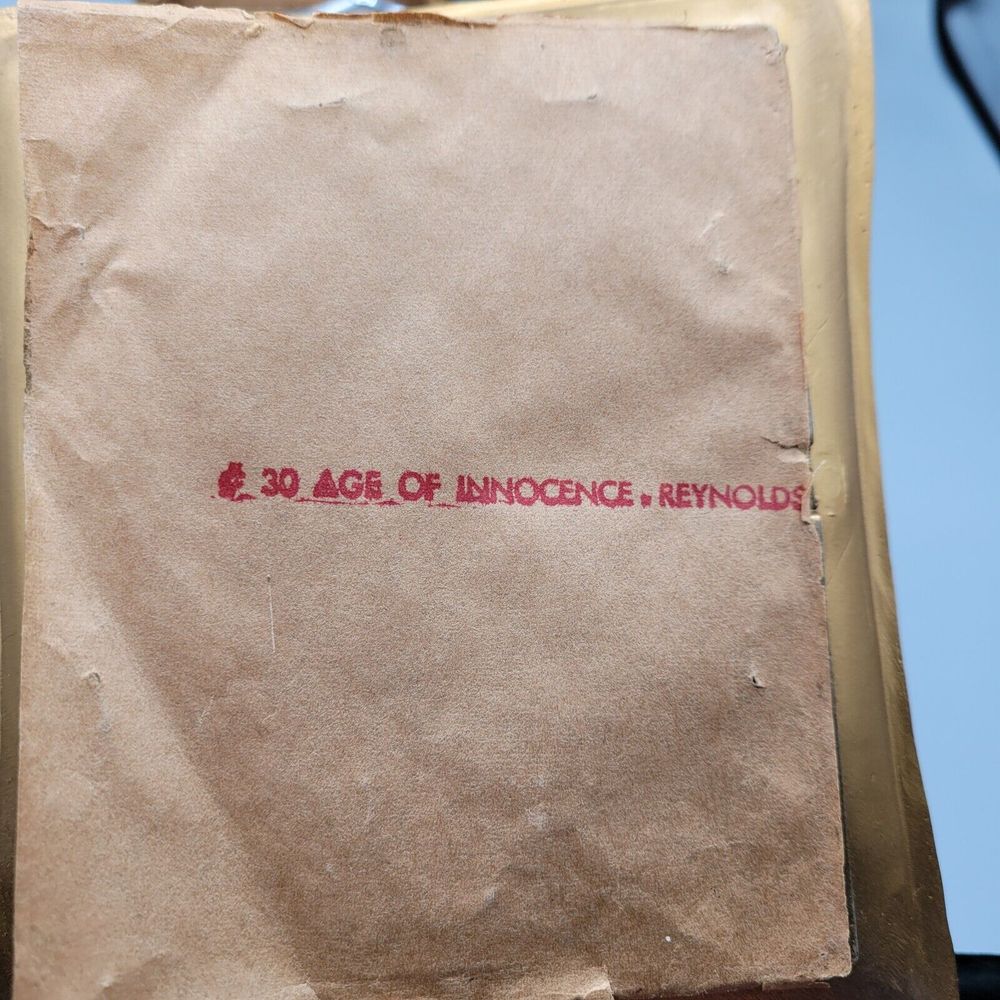 30 AGE OF INNOCENCE . REYNOLDS